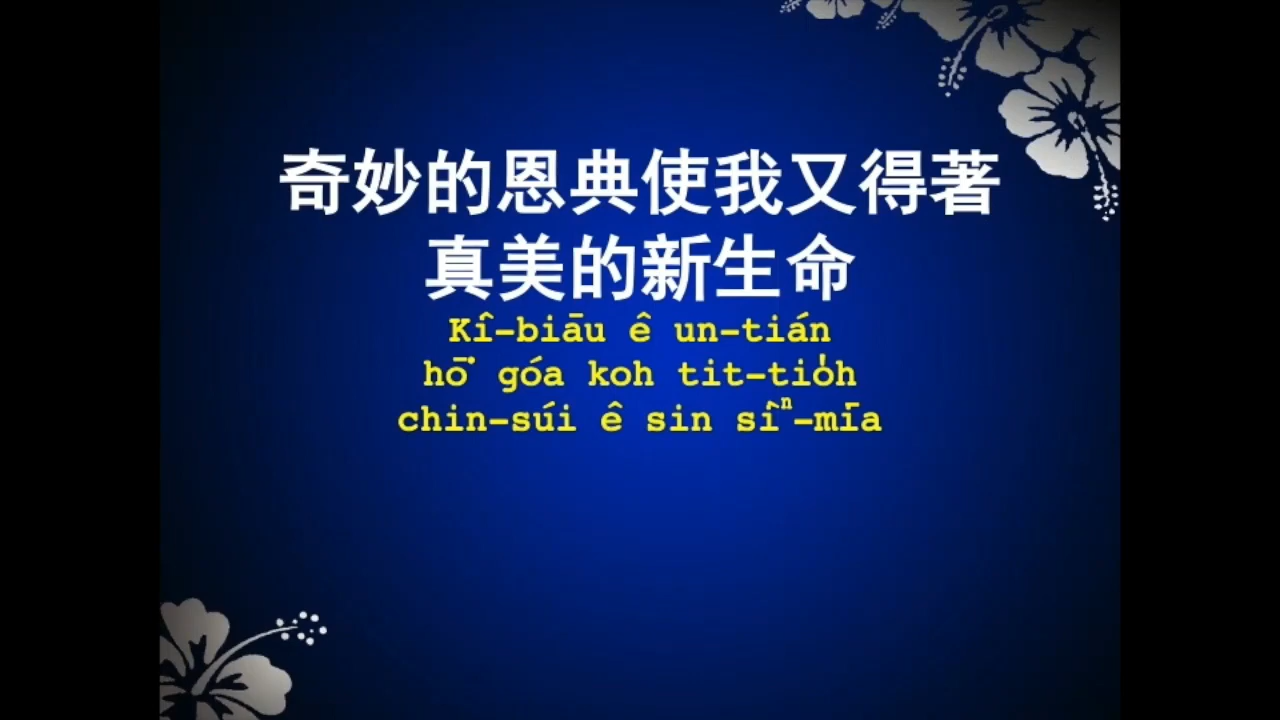 奇妙的恩典使我又得著
真美的新生命
Kî-biāu ê un-tián
hō͘ góa koh tit-tio̍h
chin-súi ê sin sîⁿ-mīa